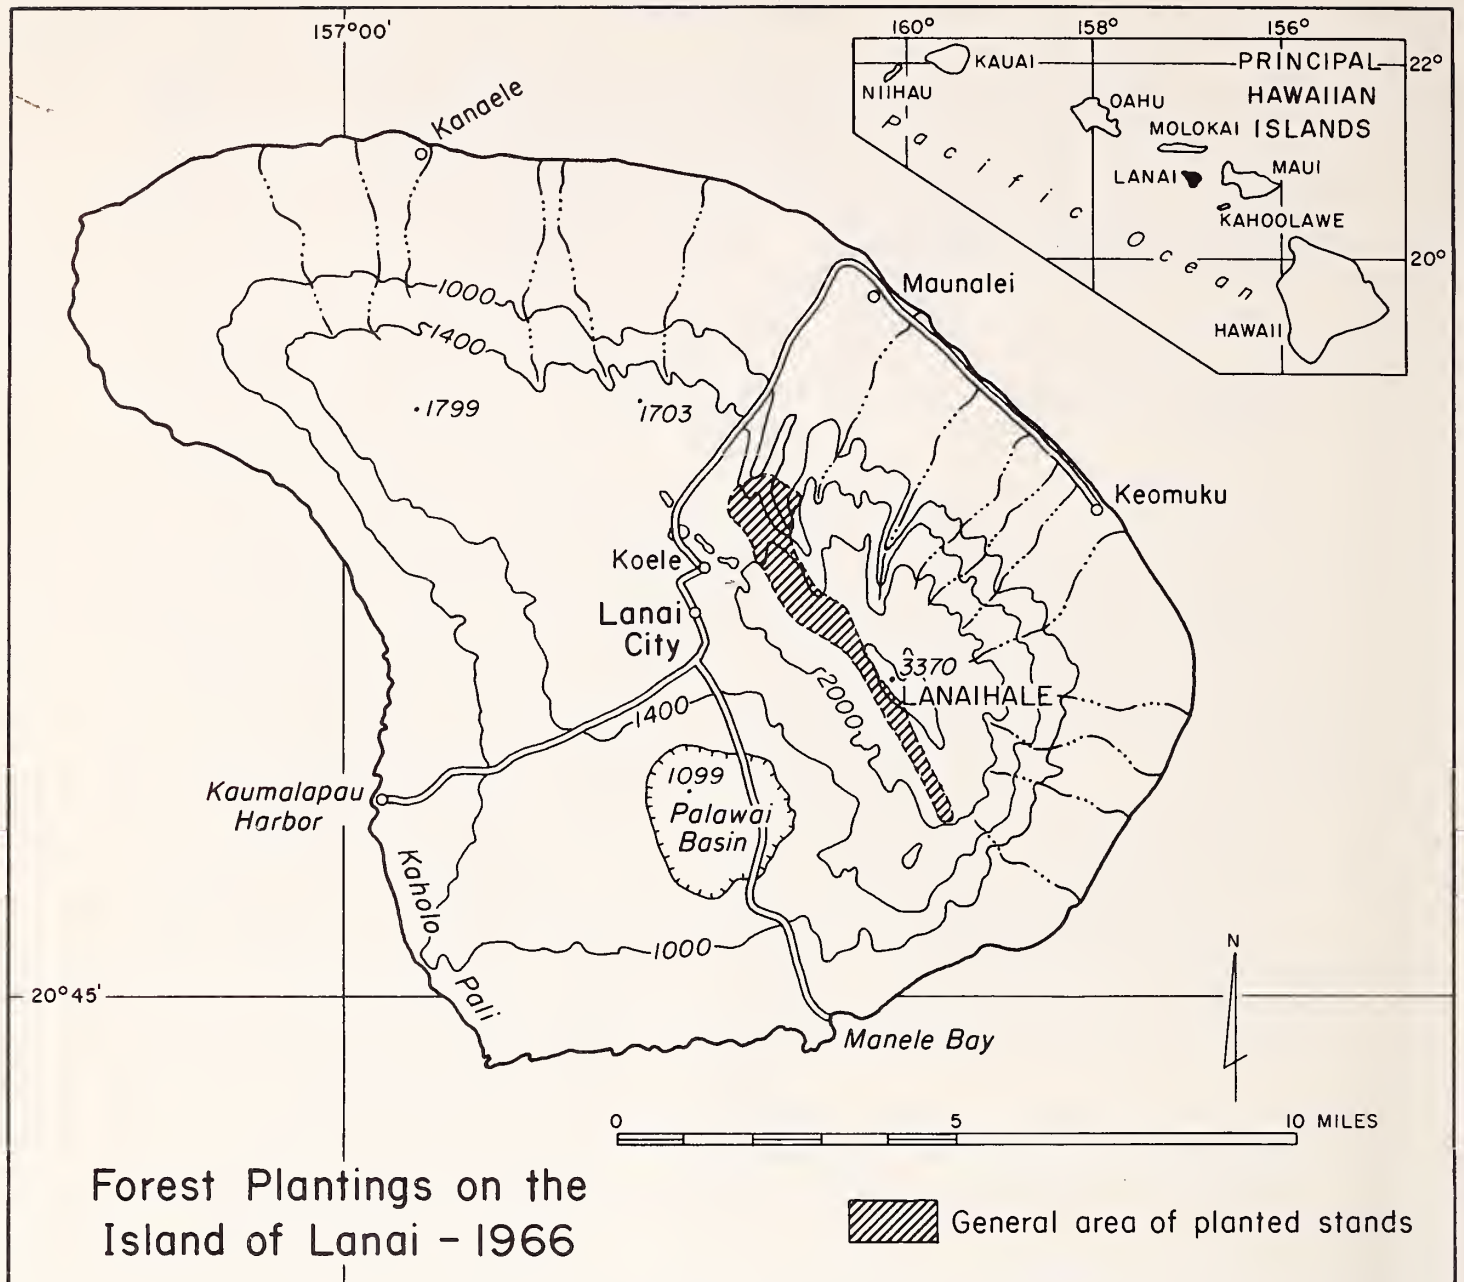 157°00'
160°
158°
156°
KAUAI
PRINCIPAL
22°
NIIHAU
HAWAIIAN
OAHU
ISLANDS
MOLOKAI
LANAI
MAUI
KAHOOLAWE
Pacific Ocean
20°
HAWAII
Kanaele
Maunalei
1000
1400
1799
1703
Keomuku
Koele
Lanai
City
3370
LANAIHALE
2000
1400
1099
Palawai
Basin
Kaumalapau
Harbor
Kaholo
Pali
1000
N
20°45'
Manele Bay
0 5 10 MILES
Forest Plantings on the
Island of Lanai – 1966
General area of planted stands